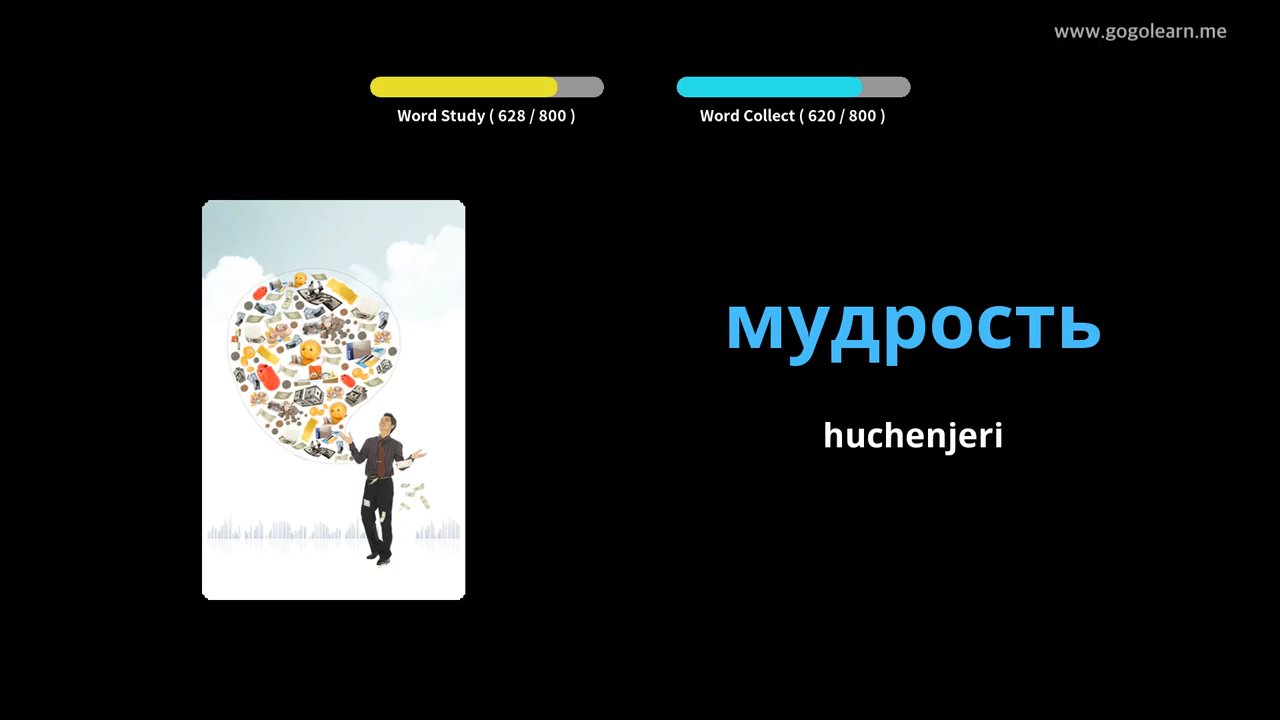 www.gogolearn.me
Word Study ( 628 / 800 )
Word Collect ( 620 / 800 )
мудрость
huchenjeri